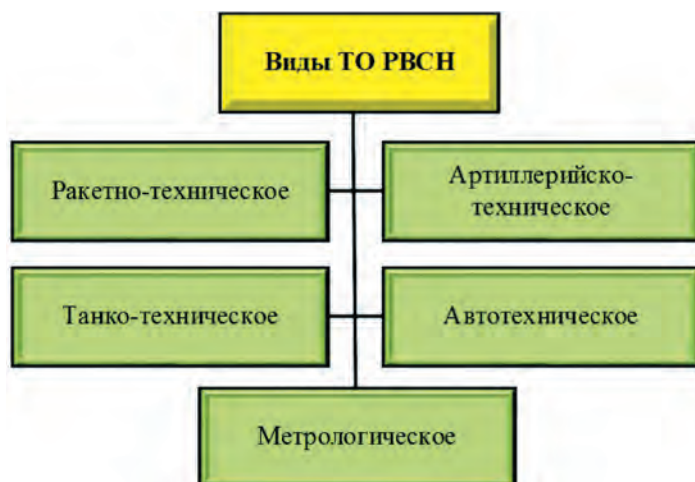 Виды ТО РВСН
Ракетно-техническое
Артиллерийско-
техническое
Танко-техническое
Автотехническое
Метрологическое